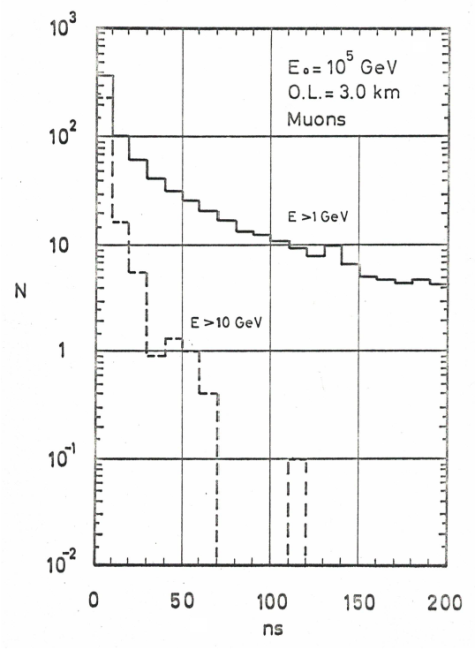 10³
E₀ = 10⁵ GeV
O.L. = 3.0 km
Muons
10²
E >1 GeV
10
N
E >10 GeV
1
10⁻¹
10⁻²
0 50 100 150 200
ns